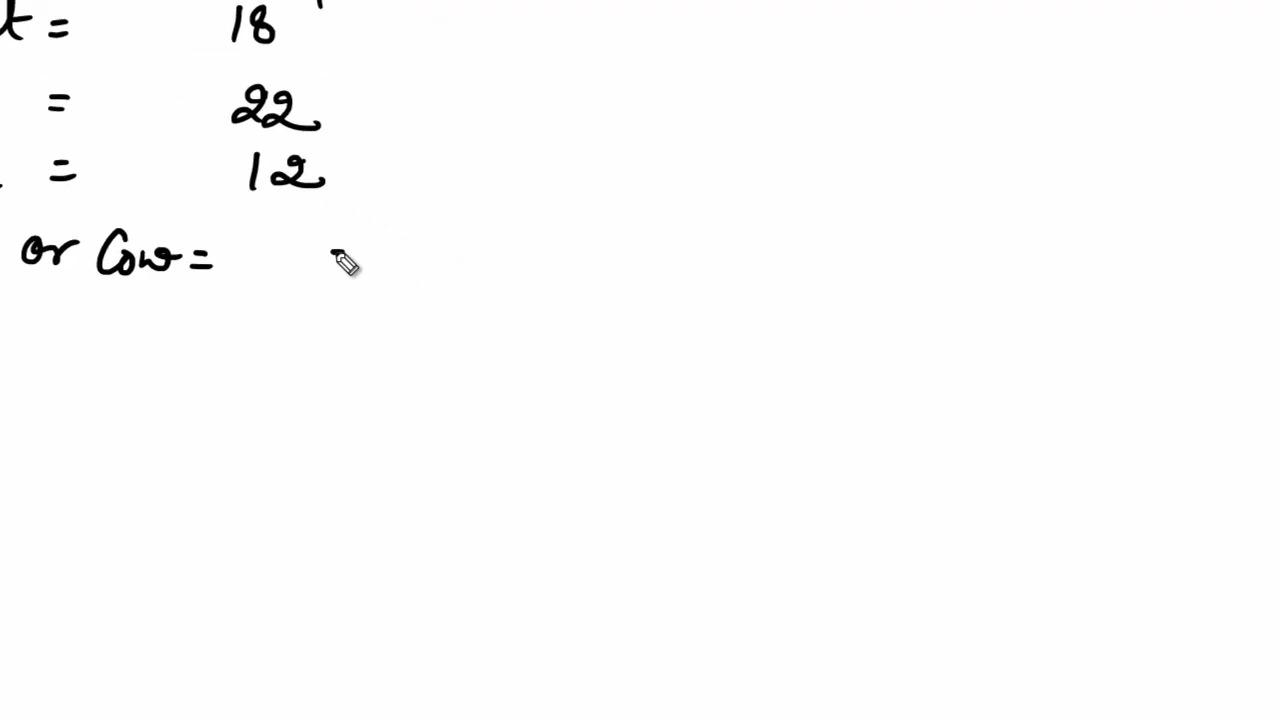 t = 18
= 22
= 12
or Cow =